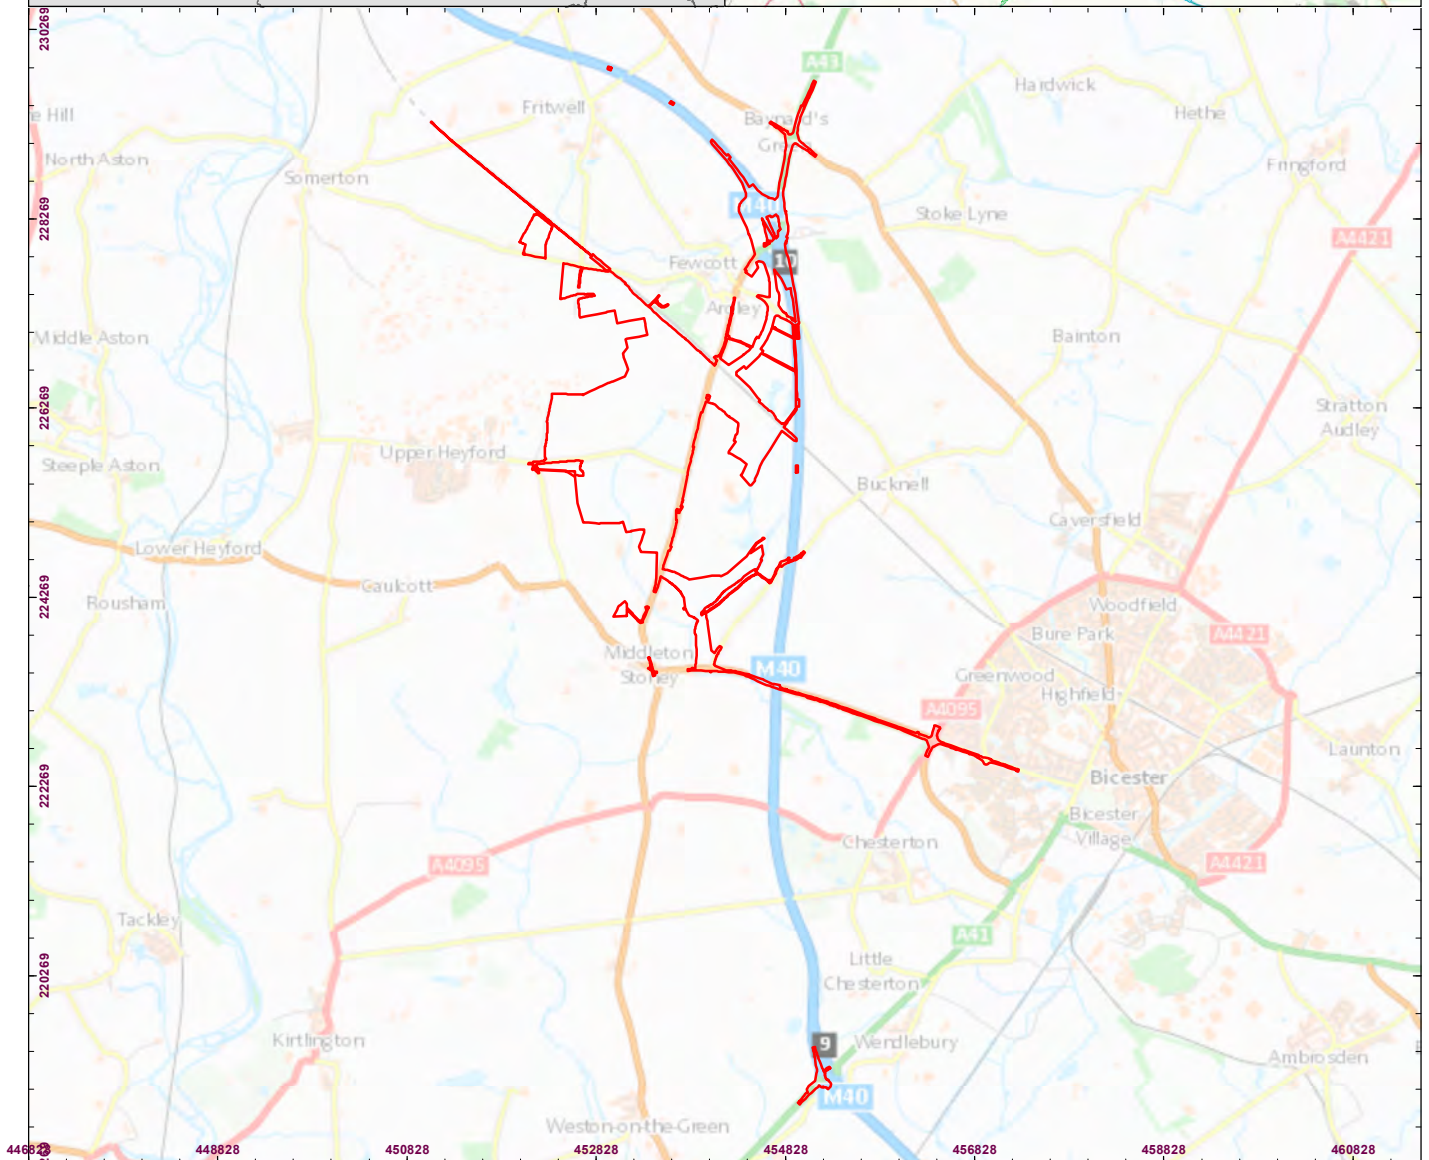 230269
A43
Hardwick
Fritwell
Hethe
e Hill
Baynard's
Gre
North Aston
Fringford
Somerton
M40
Stoke Lyne
228269
A4421
Fewcott
10
Ardley
Middle Aston
Bainton
226269
Stratton
Audley
Upper Heyford
Steeple Aston
Bucknell
Caversfield
Lower Heyford
Caulcott
224269
Rousham
Woodfield
Bure Park
A4421
Middleton
Stoney
M40
Greenwood
Highfield
A4095
Launton
222269
Bicester
Bicester
Village
Chesterton
A4095
A4421
Tackley
A41
Little
Chesterton
220269
Kirtlington
9
Wendlebury
Ambrosden
M40
Weston-on-the-Green
448828
450828
452828
454828
456828
458828
460828